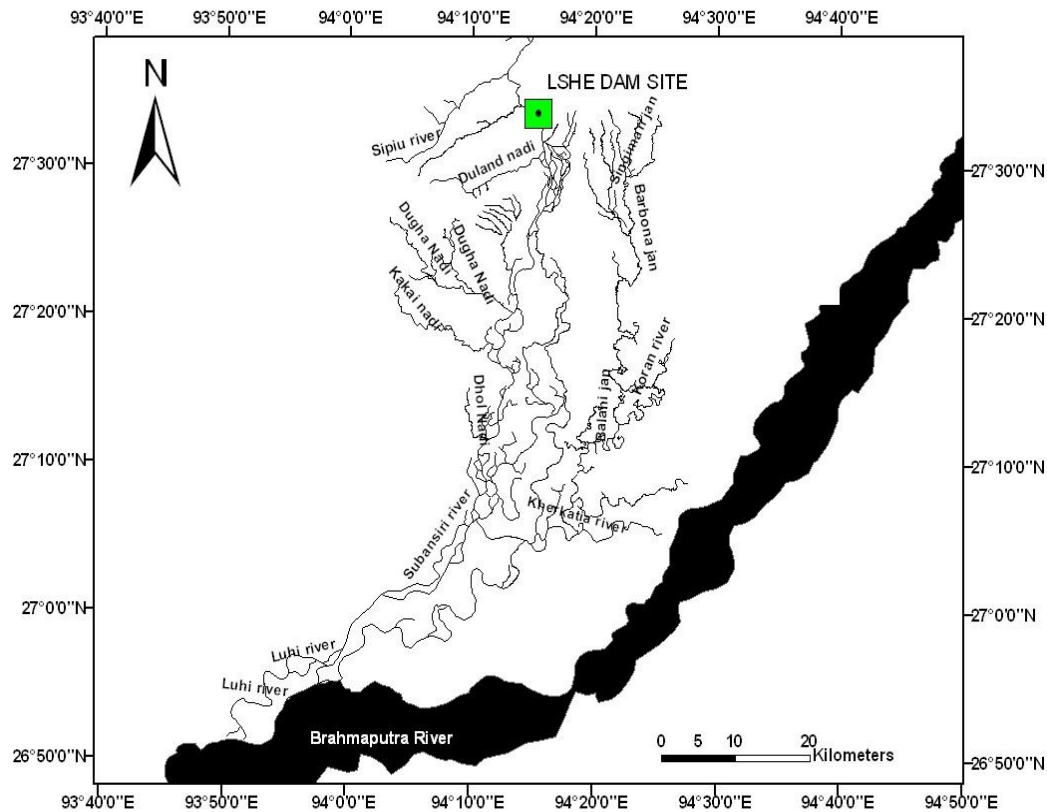 93°40'0"E 93°50'0"E 94°0'0"E 94°10'0"E 94°20'0"E 94°30'0"E 94°40'0"E
N
LSHE DAM SITE
Sipiu river
Duland nadi
Singimari jan
Barbona jan
27°30'0"N
27°30'0"N
Dugha Nadi
Dugha Nadi
Kakai nadi
27°20'0"N
27°20'0"N
Dhol Nadi
Balahi jan
Koran river
27°10'0"N
27°10'0"N
Subansiri river
Kherkatia river
27°0'0"N
27°0'0"N
Luhi river
Luhi river
Brahmaputra River
0 5 10 20
Kilometers
26°50'0"N
26°50'0"N
93°40'0"E 93°50'0"E 94°0'0"E 94°10'0"E 94°20'0"E 94°30'0"E 94°40'0"E 94°50'0"E